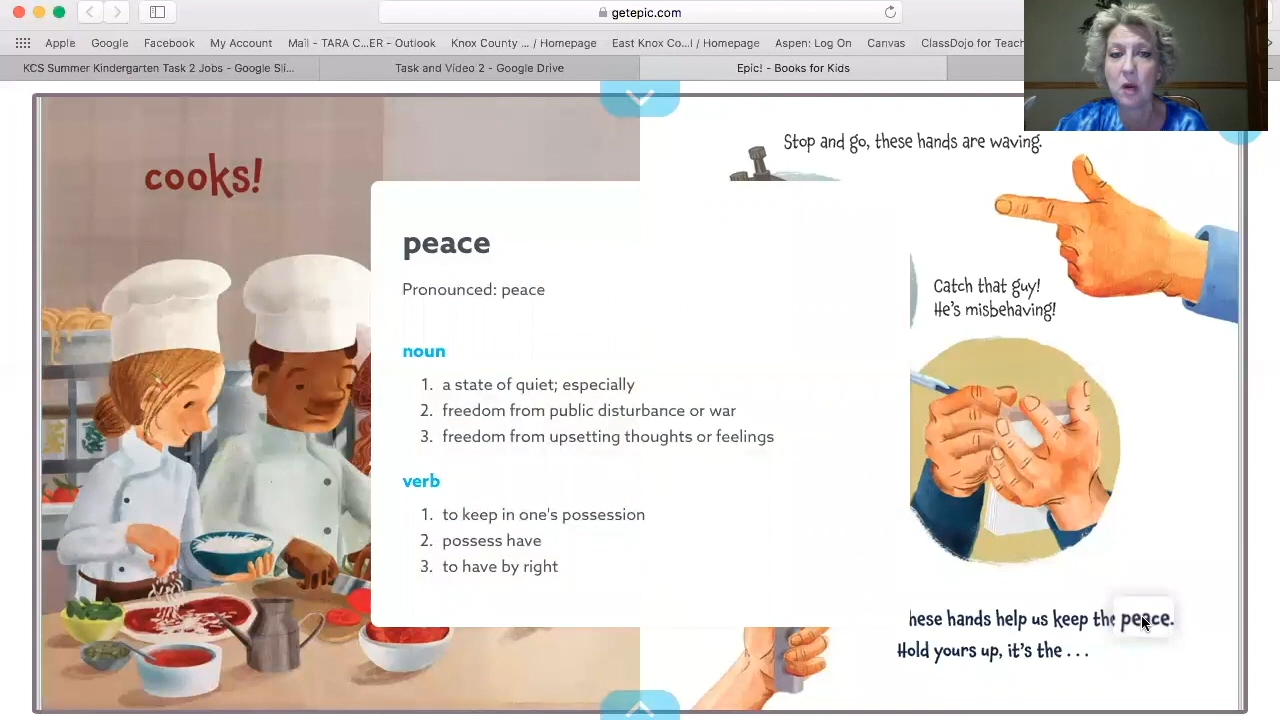 getepic.com
Apple Google Facebook My Account Mail - TARA C...ER - Outlook Knox County ... / Homepage East Knox Co...l / Homepage Aspen: Log On Canvas ClassDojo for Teach
KCS Summer Kindergarten Task 2 Jobs - Google Sli... Task and Video 2 - Google Drive Epic! - Books for Kids
cooks!
Stop and go, these hands are waving.
Catch that guy!
He's misbehaving!
peace
Pronounced: peace
noun
1. a state of quiet; especially
2. freedom from public disturbance or war
3. freedom from upsetting thoughts or feelings
verb
1. to keep in one's possession
2. possess have
3. to have by right
hese hands help us keep the peace.
Hold yours up, it's the . . .